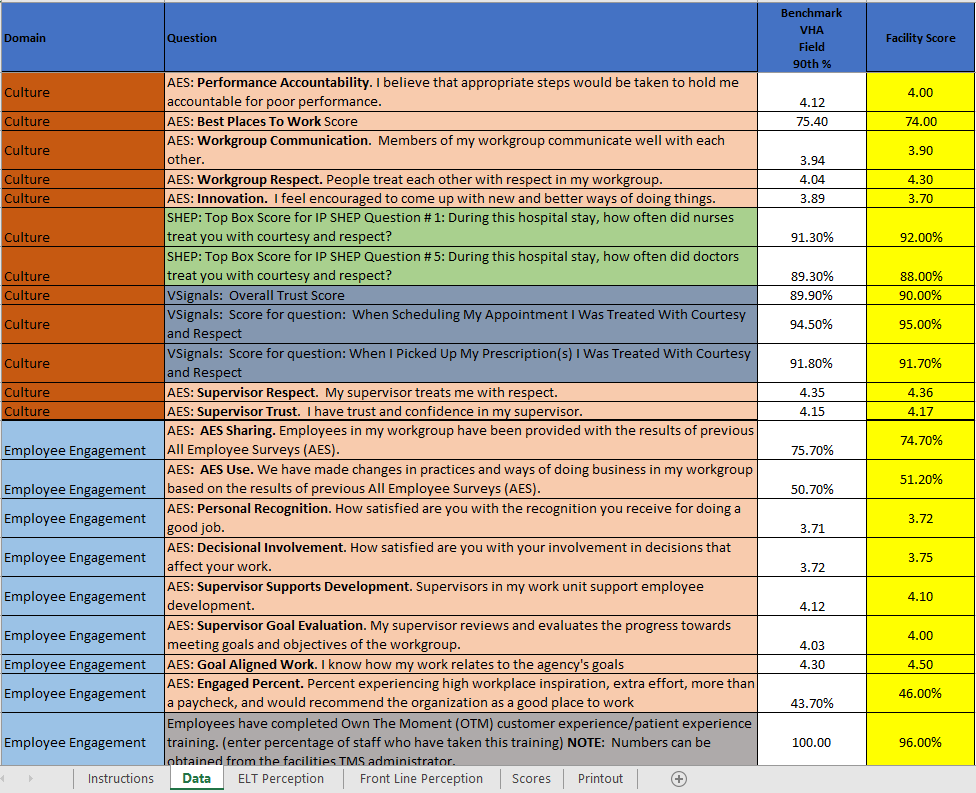 Domain Question Benchmark VHA Field 90th % Facility Score
Culture AES: Performance Accountability. I believe that appropriate steps would be taken to hold me
accountable for poor performance. 4.12 4.00
Culture AES: Best Places To Work Score 75.40 74.00
Culture AES: Workgroup Communication.  Members of my workgroup communicate well with each
other. 3.94 3.90
Culture AES: Workgroup Respect. People treat each other with respect in my workgroup. 4.04 4.30
Culture AES: Innovation.  I feel encouraged to come up with new and better ways of doing things. 3.89 3.70
Culture SHEP: Top Box Score for IP SHEP Question # 1: During this hospital stay, how often did nurses
treat you with courtesy and respect? 91.30% 92.00%
Culture SHEP: Top Box Score for IP SHEP Question # 5: During this hospital stay, how often did doctors
treat you with courtesy and respect? 89.30% 88.00%
Culture VSignals:  Overall Trust Score 89.90% 90.00%
Culture VSignals:  Score for question:  When Scheduling My Appointment I Was Treated With Courtesy
and Respect 94.50% 95.00%
Culture VSignals:  Score for question: When I Picked Up My Prescription(s) I Was Treated With Courtesy
and Respect 91.80% 91.70%
Culture AES: Supervisor Respect.  My supervisor treats me with respect. 4.35 4.36
Culture AES: Supervisor Trust.  I have trust and confidence in my supervisor. 4.15 4.17
Employee Engagement AES:  AES Sharing. Employees in my workgroup have been provided with the results of previous
All Employee Surveys (AES). 75.70% 74.70%
Employee Engagement AES:  AES Use. We have made changes in practices and ways of doing business in my workgroup
based on the results of previous All Employee Surveys (AES). 50.70% 51.20%
Employee Engagement AES: Personal Recognition. How satisfied are you with the recognition you receive for doing a
good job. 3.71 3.72
Employee Engagement AES: Decisional Involvement. How satisfied are you with your involvement in decisions that
affect your work. 3.72 3.75
Employee Engagement AES: Supervisor Supports Development. Supervisors in my work unit support employee
development. 4.12 4.10
Employee Engagement AES: Supervisor Goal Evaluation. My supervisor reviews and evaluates the progress towards
meeting goals and objectives of the workgroup. 4.03 4.00
Employee Engagement AES: Goal Aligned Work. I know how my work relates to the agency's goals 4.30 4.50
Employee Engagement AES: Engaged Percent. Percent experiencing high workplace inspiration, extra effort, more than
a paycheck, and would recommend the organization as a good place to work 43.70% 46.00%
Employee Engagement Employees have completed Own The Moment (OTM) customer experience/patient experience
training. (enter percentage of staff who have taken this training) NOTE:  Numbers can be
obtained from the facilities TMS administrator. 100.00 96.00%
Instructions Data ELT Perception Front Line Perception Scores Printout